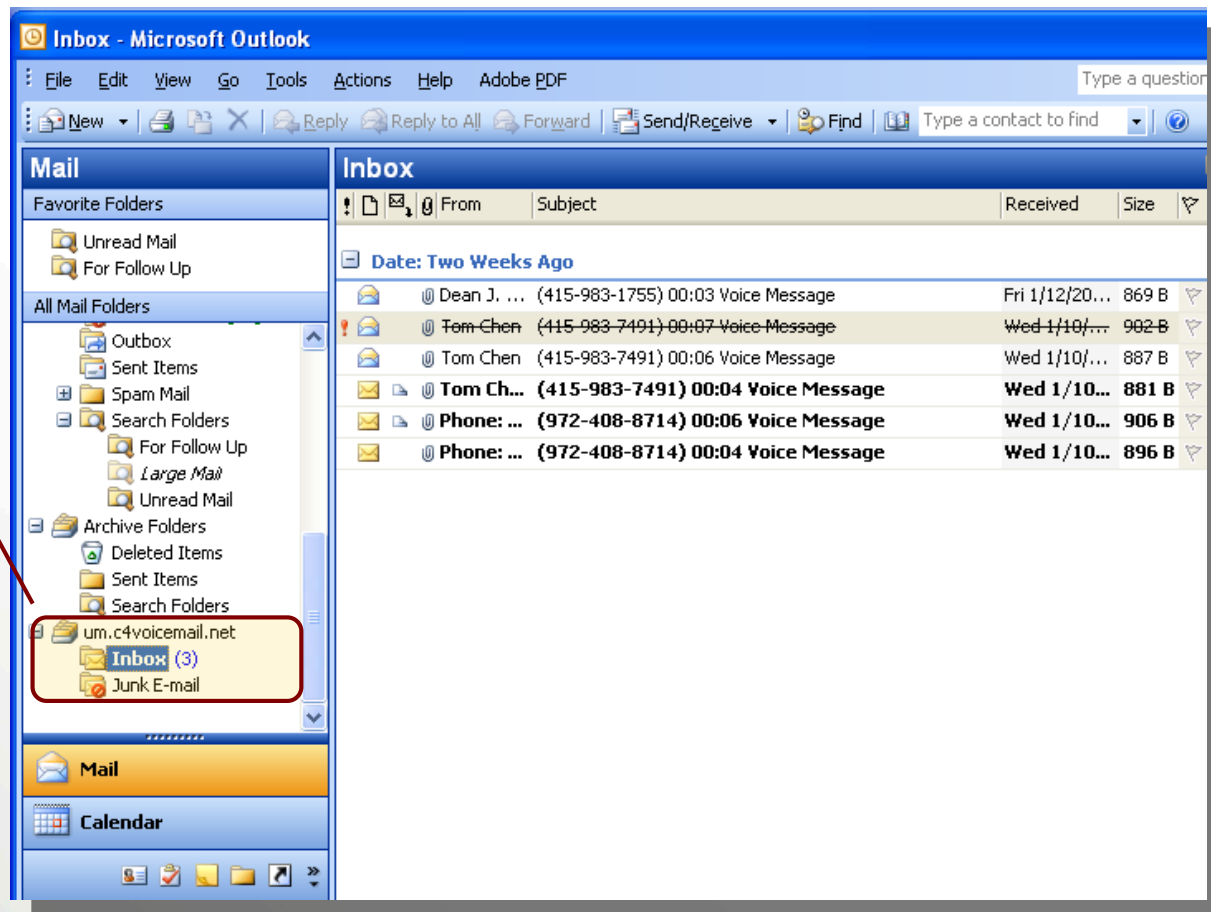 Inbox - Microsoft Outlook
File Edit View Go Tools Actions Help Adobe PDF Type a question
New Reply Reply to All Forward Send/Receive Find Type a contact to find
Mail
Favorite Folders
Unread Mail
For Follow Up
All Mail Folders
Outbox
Sent Items
Spam Mail
Search Folders
For Follow Up
Large Mail
Unread Mail
Archive Folders
Deleted Items
Sent Items
Search Folders
um.c4voicemail.net
Inbox (3)
Junk E-mail
Mail
Calendar
Inbox
From Subject Received Size
Date: Two Weeks Ago
Dean J. ... (415-983-1755) 00:03 Voice Message Fri 1/12/20... 869 B
! Tom Chen (415-983-7491) 00:07 Voice Message Wed 1/10/... 902 B
Tom Chen (415-983-7491) 00:06 Voice Message Wed 1/10/... 887 B
Tom Ch... (415-983-7491) 00:04 Voice Message Wed 1/10... 881 B
Phone: ... (972-408-8714) 00:06 Voice Message Wed 1/10... 906 B
Phone: ... (972-408-8714) 00:04 Voice Message Wed 1/10... 896 B